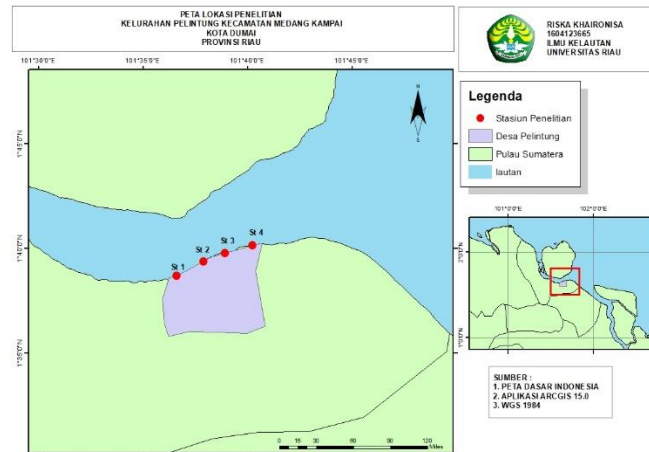 PETA LOKASI PENELITIAN
KELURAHAN PELINTUNG KECAMATAN MEDANG KAMPAI
KOTA DUMAI
PROVINSI RIAU
RISKA KHAIRONISA
1604123665
ILMU KELAUTAN
UNIVERSITAS RIAU
101°30'0"E 101°35'0"E 101°40'0"E 101°45'0"E
1°45'0"N
1°40'0"N
1°35'0"N
N
S
St 1
St 2
St 3
St 4
0 15 30 60 90 120
Miles
Legenda
Stasiun Penelitian
Desa Pelintung
Pulau Sumatera
lautan
101°0'E 102°0'E
2°0'N
1°0'N
SUMBER :
1. PETA DASAR INDONESIA
2. APLIKASI ARCGIS 15.0
3. WGS 1984